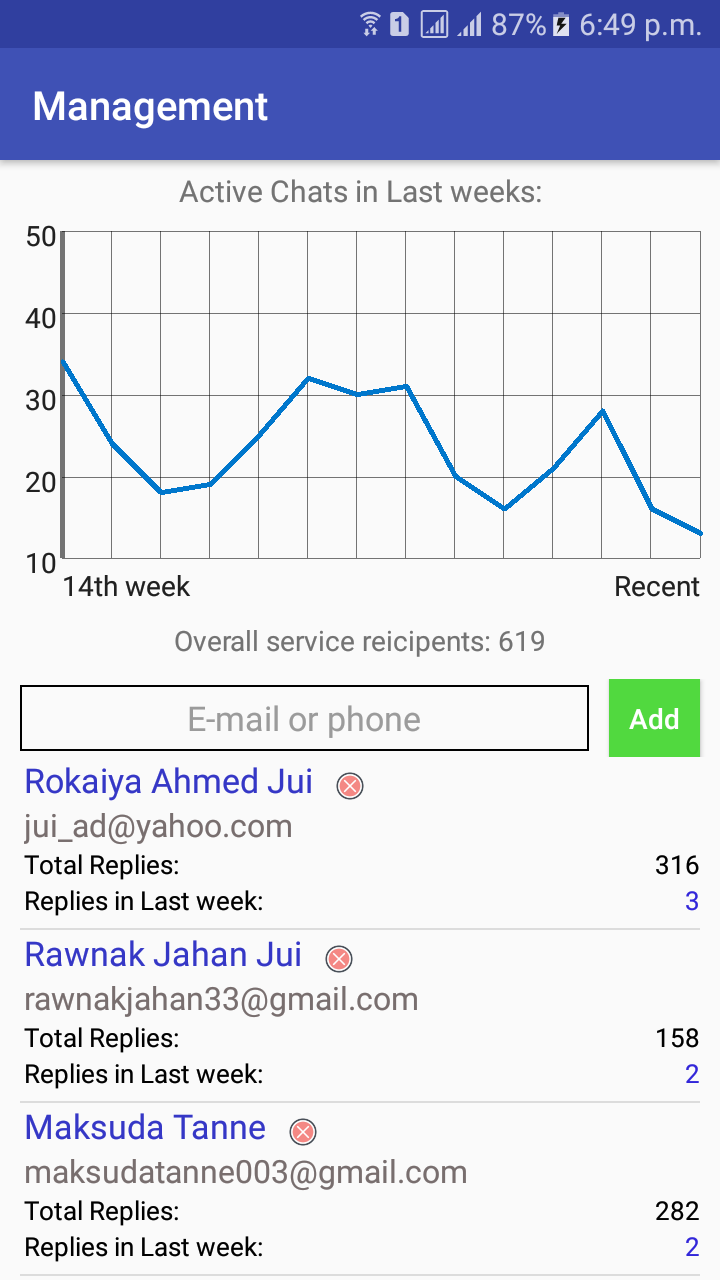 1 87% 6:49 p.m.
Management
Active Chats in Last weeks:
50
40
30
20
10
14th week Recent
Overall service reicipents: 619
E-mail or phone Add
Rokaiya Ahmed Jui
jui_ad@yahoo.com
Total Replies: 316
Replies in Last week: 3
Rawnak Jahan Jui
rawnakjahan33@gmail.com
Total Replies: 158
Replies in Last week: 2
Maksuda Tanne
maksudatanne003@gmail.com
Total Replies: 282
Replies in Last week: 2